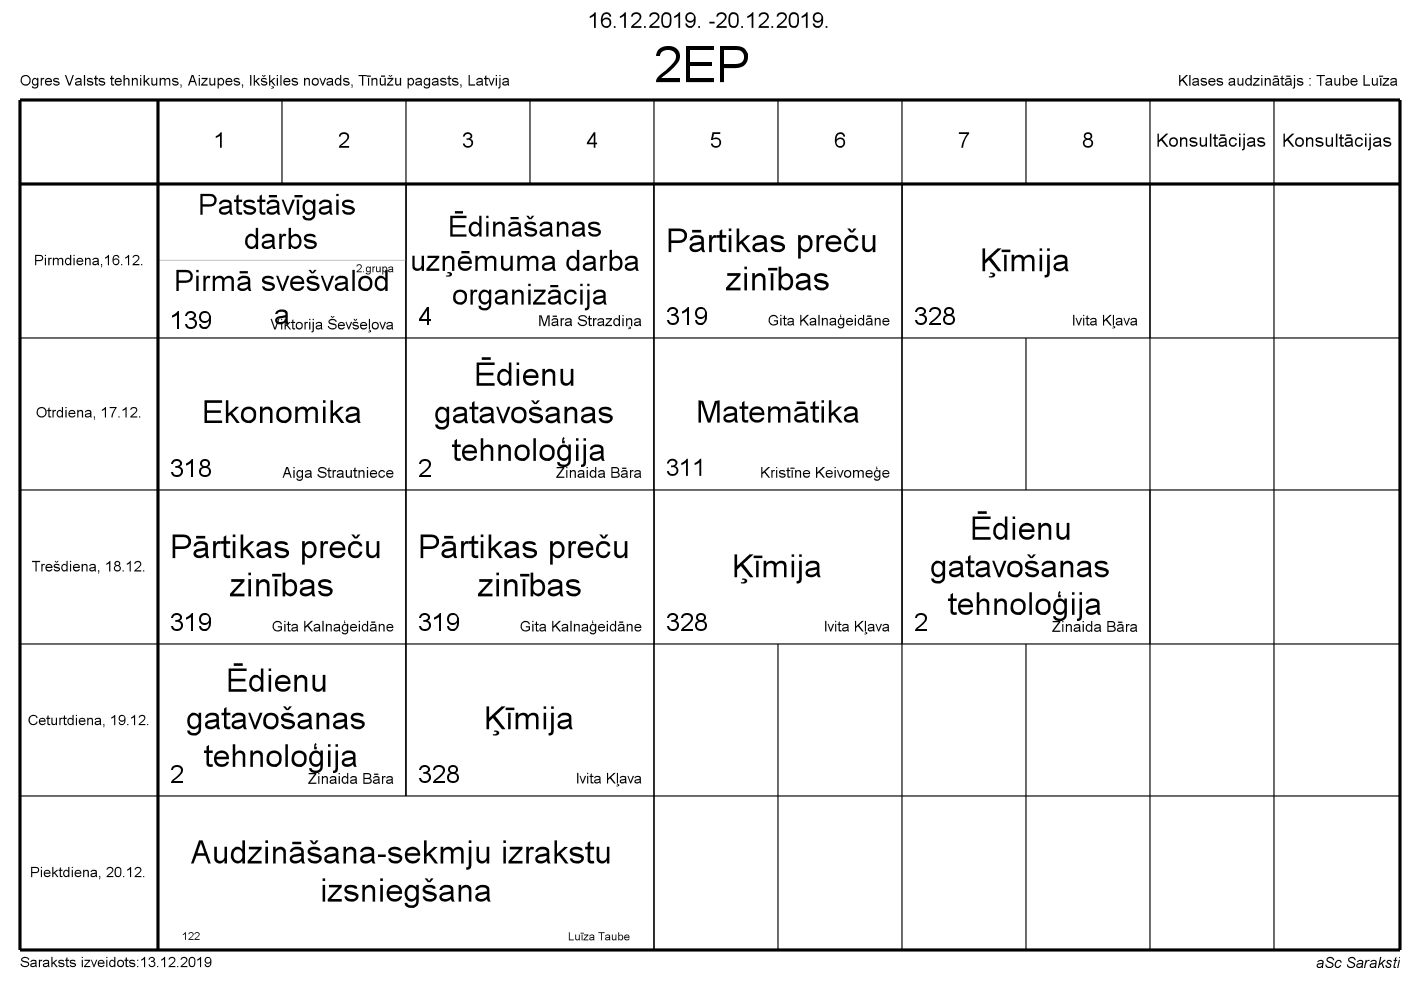 16.12.2019. -20.12.2019.
2EP
Ogres Valsts tehnikums, Aizupes, Ikšķiles novads, Tīnūžu pagasts, Latvija
Klases audzinātājs : Taube Luīza
1 2 3 4 5 6 7 8 Konsultācijas Konsultācijas
Pirmdiena,16.12.
Patstāvīgais
darbs
2.grupa
Pirmā svešvalod
a
139 Viktorija Ševšeļova
Ēdināšanas
uzņēmuma darba
organizācija
4 Māra Strazdiņa
Pārtikas preču
zinības
319 Gita Kalnaģeidāne
Ķīmija
328 Ivita Kļava
Otrdiena, 17.12.
Ekonomika
318 Aiga Strautniece
Ēdienu
gatavošanas
tehnoloģija
2 Zinaida Bāra
Matemātika
311 Kristīne Keivomeģe
Trešdiena, 18.12.
Pārtikas preču
zinības
319 Gita Kalnaģeidāne
Pārtikas preču
zinības
319 Gita Kalnaģeidāne
Ķīmija
328 Ivita Kļava
Ēdienu
gatavošanas
tehnoloģija
2 Zinaida Bāra
Ceturtdiena, 19.12.
Ēdienu
gatavošanas
tehnoloģija
2 Zinaida Bāra
Ķīmija
328 Ivita Kļava
Piektdiena, 20.12.
Audzināšana-sekmju izrakstu
izsniegšana
122 Luīza Taube
Saraksts izveidots:13.12.2019
aSc Saraksti